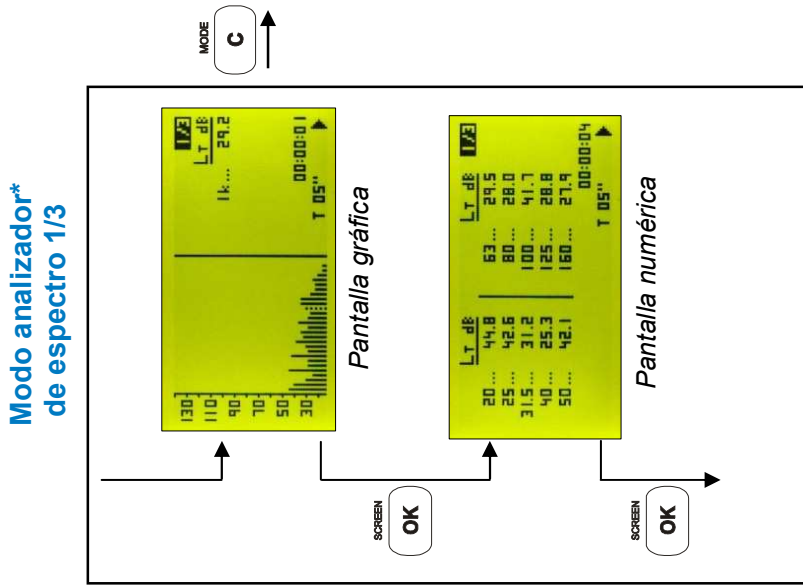 Modo analizador*
de espectro 1/3
MODE
C
130
110
90
70
50
30
1/3
LT dB
1k... 29.2
00:00:01
T 05"
Pantalla gráfica
SCREEN
OK
1/3
LT dB LT dB
20... 44.8 63... 29.5
25... 42.6 80... 28.0
31.5... 31.2 100... 41.7
40... 25.3 125... 28.8
50... 42.1 160... 27.9
00:00:04
T 05"
Pantalla numérica
SCREEN
OK